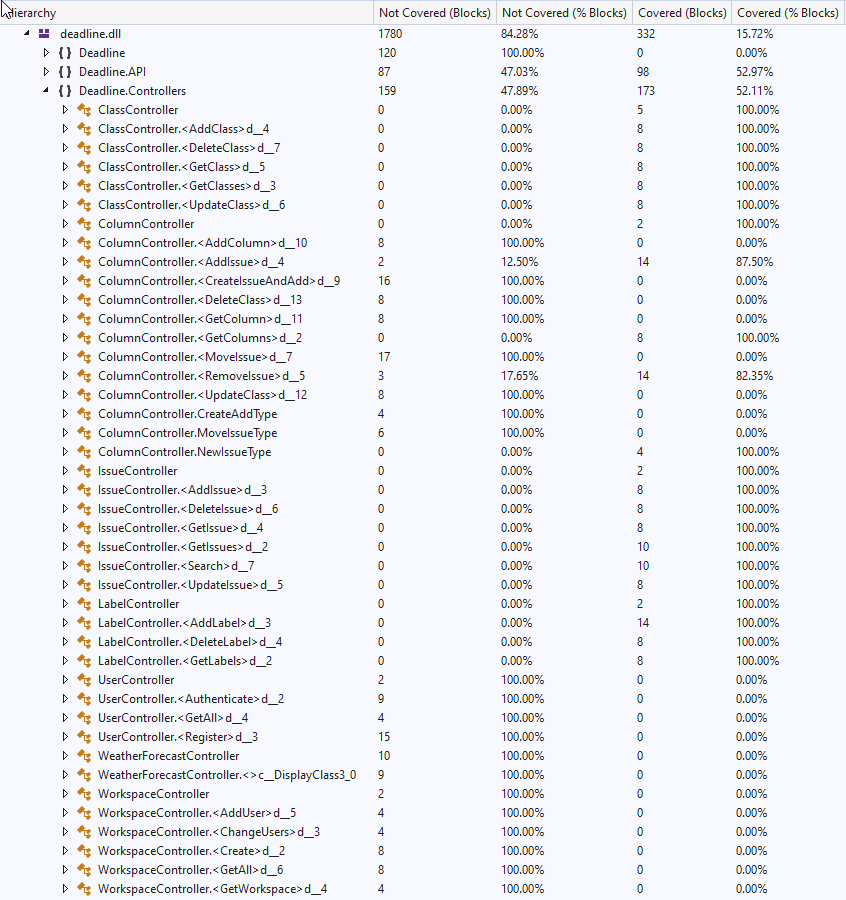 Hierarchy Not Covered (Blocks) Not Covered (% Blocks) Covered (Blocks) Covered (% Blocks)
deadline.dll 1780 84.28% 332 15.72%
{ } Deadline 120 100.00% 0 0.00%
{ } Deadline.API 87 47.03% 98 52.97%
{ } Deadline.Controllers 159 47.89% 173 52.11%
ClassController 0 0.00% 5 100.00%
ClassController.<AddClass>d__4 0 0.00% 8 100.00%
ClassController.<DeleteClass>d__7 0 0.00% 8 100.00%
ClassController.<GetClass>d__5 0 0.00% 8 100.00%
ClassController.<GetClasses>d__3 0 0.00% 8 100.00%
ClassController.<UpdateClass>d__6 0 0.00% 8 100.00%
ColumnController 0 0.00% 2 100.00%
ColumnController.<AddColumn>d__10 8 100.00% 0 0.00%
ColumnController.<AddIssue>d__4 2 12.50% 14 87.50%
ColumnController.<CreateIssueAndAdd>d__9 16 100.00% 0 0.00%
ColumnController.<DeleteClass>d__13 8 100.00% 0 0.00%
ColumnController.<GetColumn>d__11 8 100.00% 0 0.00%
ColumnController.<GetColumns>d__2 0 0.00% 8 100.00%
ColumnController.<MoveIssue>d__7 17 100.00% 0 0.00%
ColumnController.<RemoveIssue>d__5 3 17.65% 14 82.35%
ColumnController.<UpdateClass>d__12 8 100.00% 0 0.00%
ColumnController.CreateAddType 4 100.00% 0 0.00%
ColumnController.MoveIssueType 6 100.00% 0 0.00%
ColumnController.NewIssueType 0 0.00% 4 100.00%
IssueController 0 0.00% 2 100.00%
IssueController.<AddIssue>d__3 0 0.00% 8 100.00%
IssueController.<DeleteIssue>d__6 0 0.00% 8 100.00%
IssueController.<GetIssue>d__4 0 0.00% 8 100.00%
IssueController.<GetIssues>d__2 0 0.00% 10 100.00%
IssueController.<Search>d__7 0 0.00% 10 100.00%
IssueController.<UpdateIssue>d__5 0 0.00% 8 100.00%
LabelController 0 0.00% 2 100.00%
LabelController.<AddLabel>d__3 0 0.00% 14 100.00%
LabelController.<DeleteLabel>d__4 0 0.00% 8 100.00%
LabelController.<GetLabels>d__2 0 0.00% 8 100.00%
UserController 2 100.00% 0 0.00%
UserController.<Authenticate>d__2 9 100.00% 0 0.00%
UserController.<GetAll>d__4 4 100.00% 0 0.00%
UserController.<Register>d__3 15 100.00% 0 0.00%
WeatherForecastController 10 100.00% 0 0.00%
WeatherForecastController.<>c__DisplayClass3_0 9 100.00% 0 0.00%
WorkspaceController 2 100.00% 0 0.00%
WorkspaceController.<AddUser>d__5 4 100.00% 0 0.00%
WorkspaceController.<ChangeUsers>d__3 4 100.00% 0 0.00%
WorkspaceController.<Create>d__2 8 100.00% 0 0.00%
WorkspaceController.<GetAll>d__6 8 100.00% 0 0.00%
WorkspaceController.<GetWorkspace>d__4 4 100.00% 0 0.00%